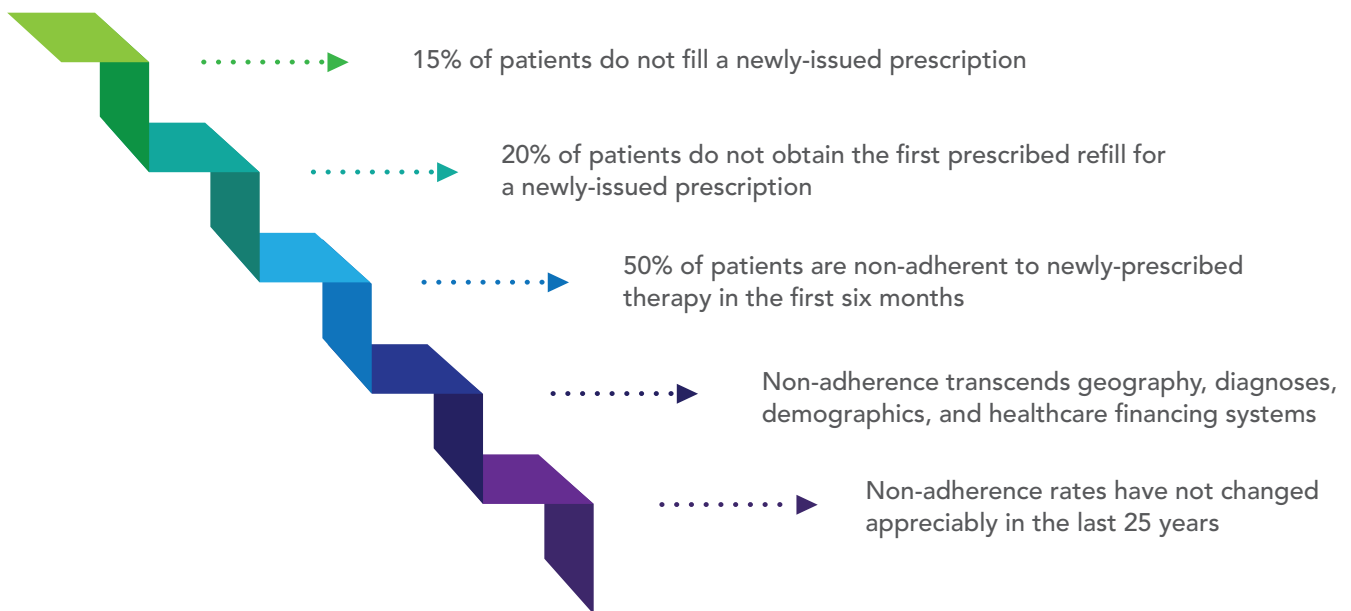 15% of patients do not fill a newly-issued prescription
20% of patients do not obtain the first prescribed refill for
a newly-issued prescription
50% of patients are non-adherent to newly-prescribed
therapy in the first six months
Non-adherence transcends geography, diagnoses,
demographics, and healthcare financing systems
Non-adherence rates have not changed
appreciably in the last 25 years